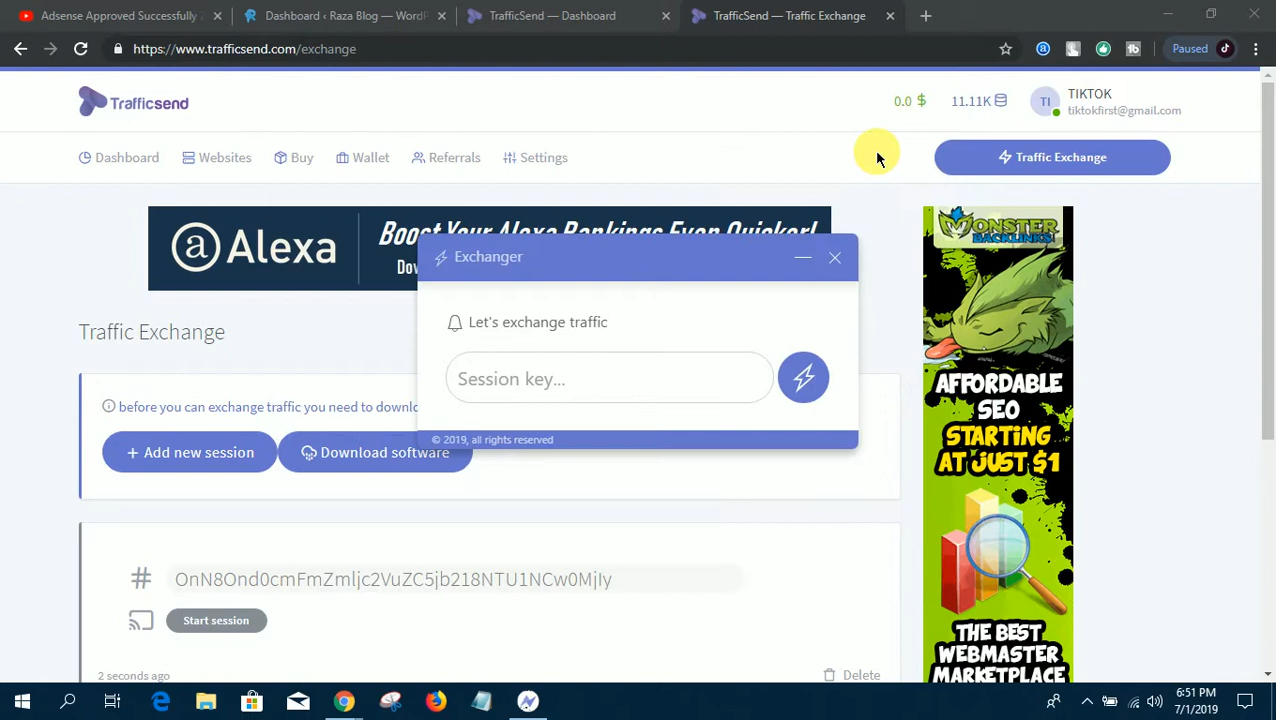 Adsense Approved Successfully
Dashboard ‹ Raza Blog — WordP
TrafficSend — Dashboard
TrafficSend — Traffic Exchange
https://www.trafficsend.com/exchange
Paused
Trafficsend
0.0 $
11.11K
TI
TIKTOK
tiktokfirst@gmail.com
Dashboard
Websites
Buy
Wallet
Referrals
Settings
Traffic Exchange
a Alexa
Boost Your Alexa Rankings Even Quicker!
Dow
Exchanger
Let's exchange traffic
Session key...
© 2019, all rights reserved
Traffic Exchange
before you can exchange traffic you need to downlo
+ Add new session
Download software
# OnN8Ond0cmFmZmljc2VuZC5jb218NTU1NCw0MjIy
Start session
2 seconds ago
Delete
MONSTER
BACKLINKS!
AFFORDABLE
SEO
STARTING
AT JUST $1
THE BEST
WEBMASTER
MARKETPLACE
6:51 PM
7/1/2019